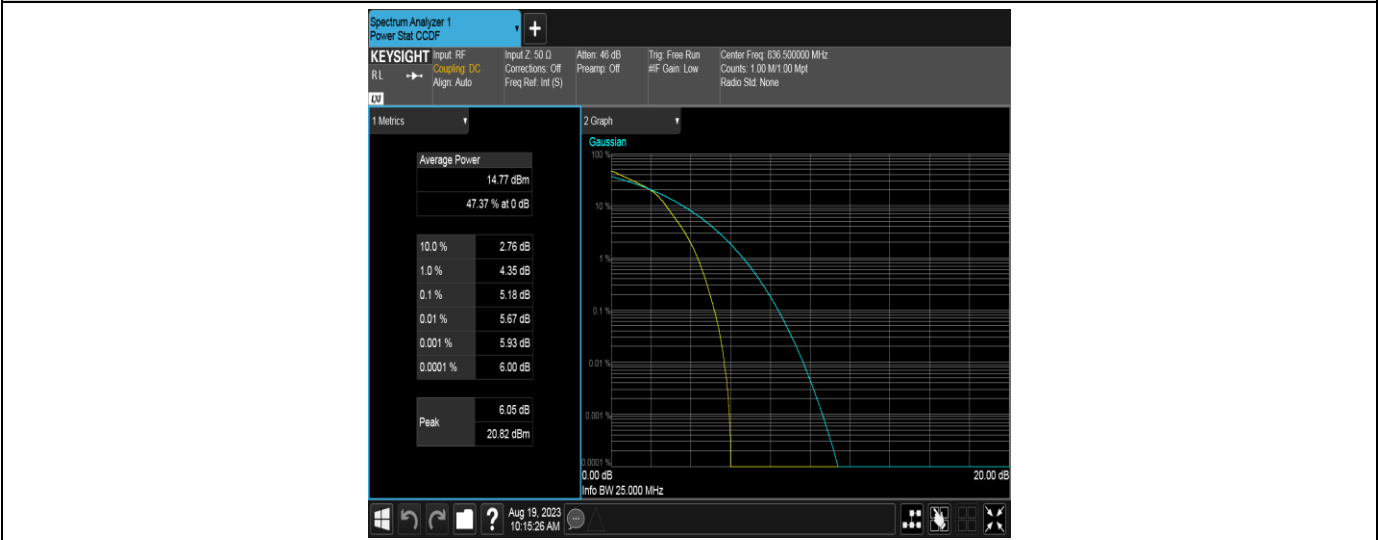 Spectrum Analyzer 1
Power Stat CCDF
+
KEYSIGHT
RL
LXI
Input: RF
Coupling: DC
Align: Auto
Input Z: 50 Ω
Corrections: Off
Freq Ref: Int (S)
Atten: 46 dB
Preamp: Off
Trig: Free Run
#IF Gain: Low
Center Freq: 836.500000 MHz
Counts: 1.00 M/1.00 Mpt
Radio Std: None
1 Metrics
Average Power
14.77 dBm
47.37 % at 0 dB
10.0 % 2.76 dB
1.0 % 4.35 dB
0.1 % 5.18 dB
0.01 % 5.67 dB
0.001 % 5.93 dB
0.0001 % 6.00 dB
Peak
6.05 dB
20.82 dBm
2 Graph
Gaussian
100 %
10 %
1 %
0.1 %
0.01 %
0.001 %
0.0001 %
0.00 dB
20.00 dB
Info BW 25.000 MHz
?
Aug 19, 2023
10:15:26 AM